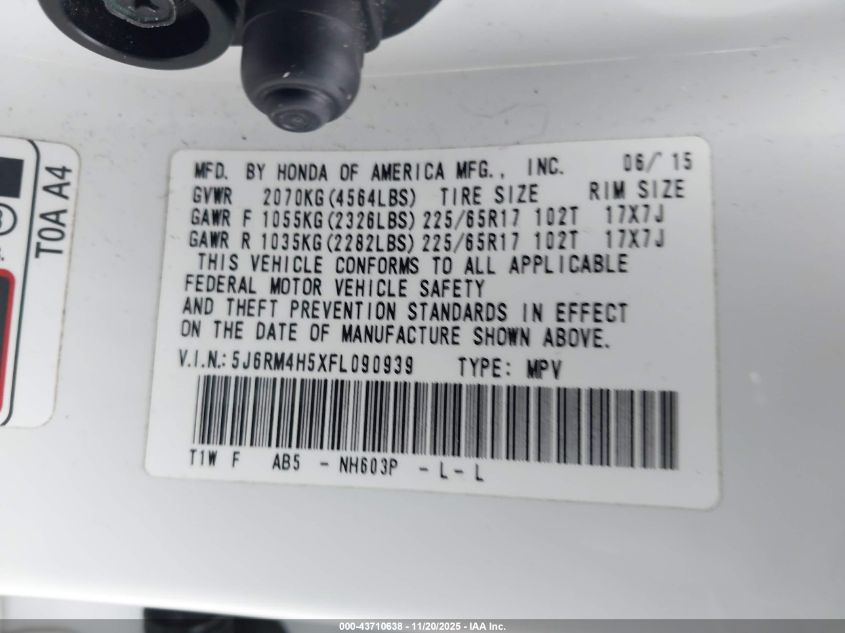 T0A A4
MFD. BY HONDA OF AMERICA MFG., INC. 06/ 15
GVWR 2070KG(4564LBS) TIRE SIZE RIM SIZE
GAWR F 1055KG(2326LBS) 225/65R17 102T 17X7J
GAWR R 1035KG(2282LBS) 225/65R17 102T 17X7J
THIS VEHICLE CONFORMS TO ALL APPLICABLE
FEDERAL MOTOR VEHICLE SAFETY
AND THEFT PREVENTION STANDARDS IN EFFECT
ON THE DATE OF MANUFACTURE SHOWN ABOVE.
V.I.N.: 5J6RM4H5XFL090939 TYPE: MPV
T1W F AB5 - NH603P - L - L
000-43710638 - 11/20/2025 - IAA Inc.